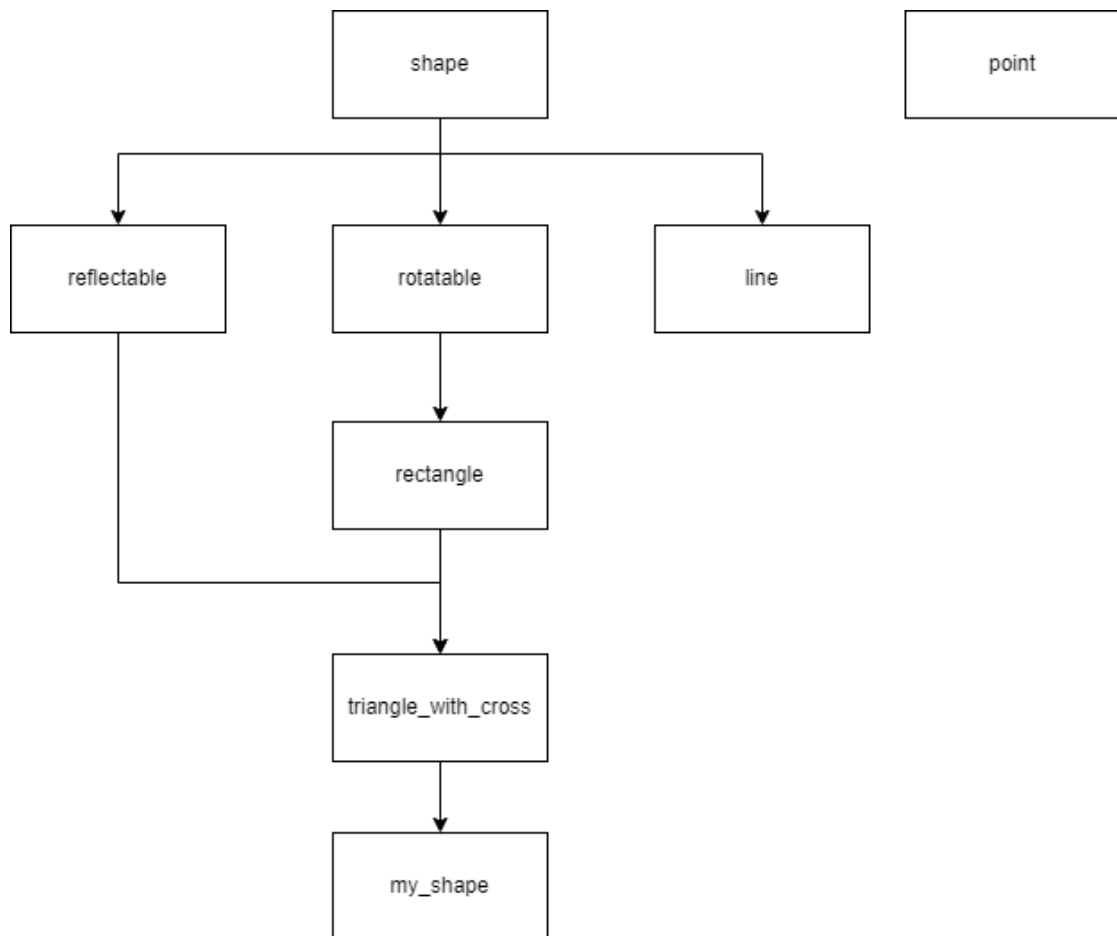 shape
point
reflectable
rotatable
line
rectangle
triangle_with_cross
my_shape